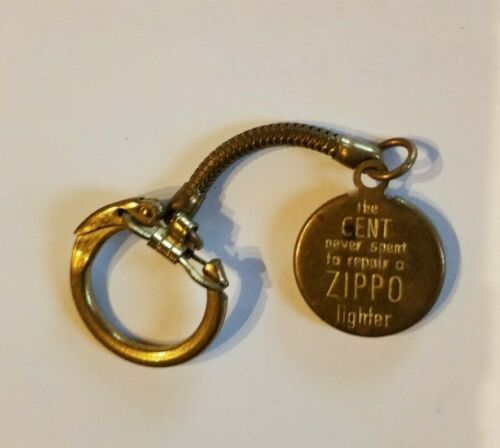 the
CENT
never spent
to repair a
ZIPPO
lighter